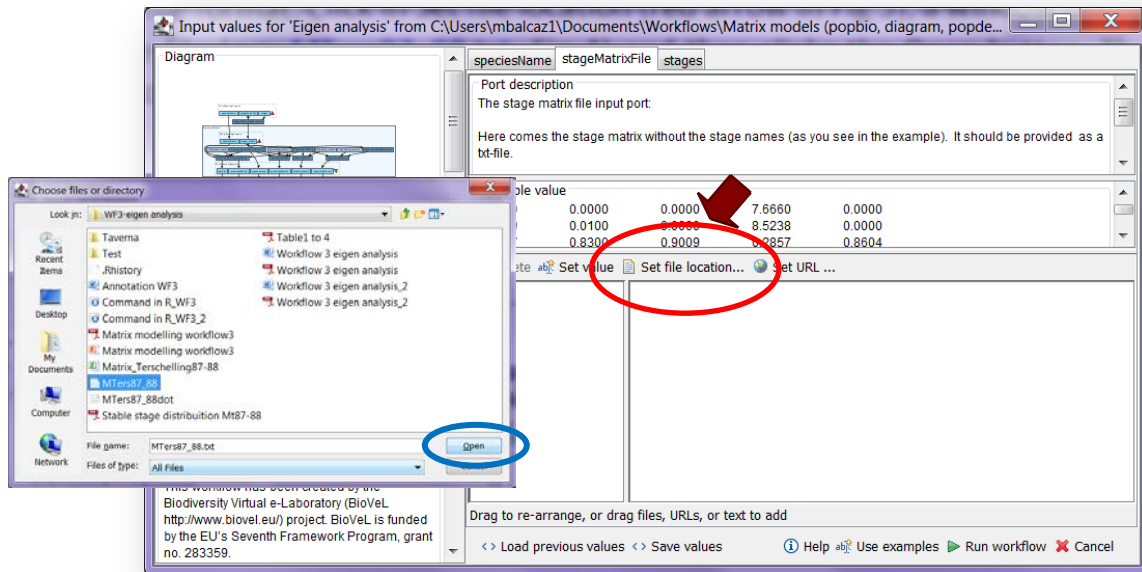 Input values for 'Eigen analysis' from C:\Users\mbalcaz1\Documents\Workflows\Matrix models (popbio, diagram, popde...
Diagram
speciesName stageMatrixFile stages
Port description
The stage matrix file input port:
Here comes the stage matrix without the stage names (as you see in the example). It should be provided as a
txt-file.
value
0.0000 0.0000 7.6660 0.0000
0.0100 8.5238 0.0000
0.8300 0.9009 0.2857 0.8604
Set value Set file location... Set URL ...
Choose files or directory
Look in: WF3-eigen analysis
Recent Items
Desktop
My Documents
Computer
Network
Taverna
Test
.Rhistory
Annotation WF3
Command in R_WF3
Command in R_WF3_2
Matrix modelling workflow3
Matrix modelling workflow3
Matrix_Terschelling87-88
MTers87_88
MTers87_88dot
Stable stage distribuition Mt87-88
Table1 to 4
Workflow 3 eigen analysis
Workflow 3 eigen analysis
Workflow 3 eigen analysis_2
Workflow 3 eigen analysis_2
File name: MTers87_88.txt Open
Files of type: All Files
This workflow has been created by the
Biodiversity Virtual e-Laboratory (BioVeL
http://www.biovel.eu/) project. BioVeL is funded
by the EU's Seventh Framework Program, grant
no. 283359.
Drag to re-arrange, or drag files, URLs, or text to add
Load previous values Save values Help Use examples Run workflow Cancel